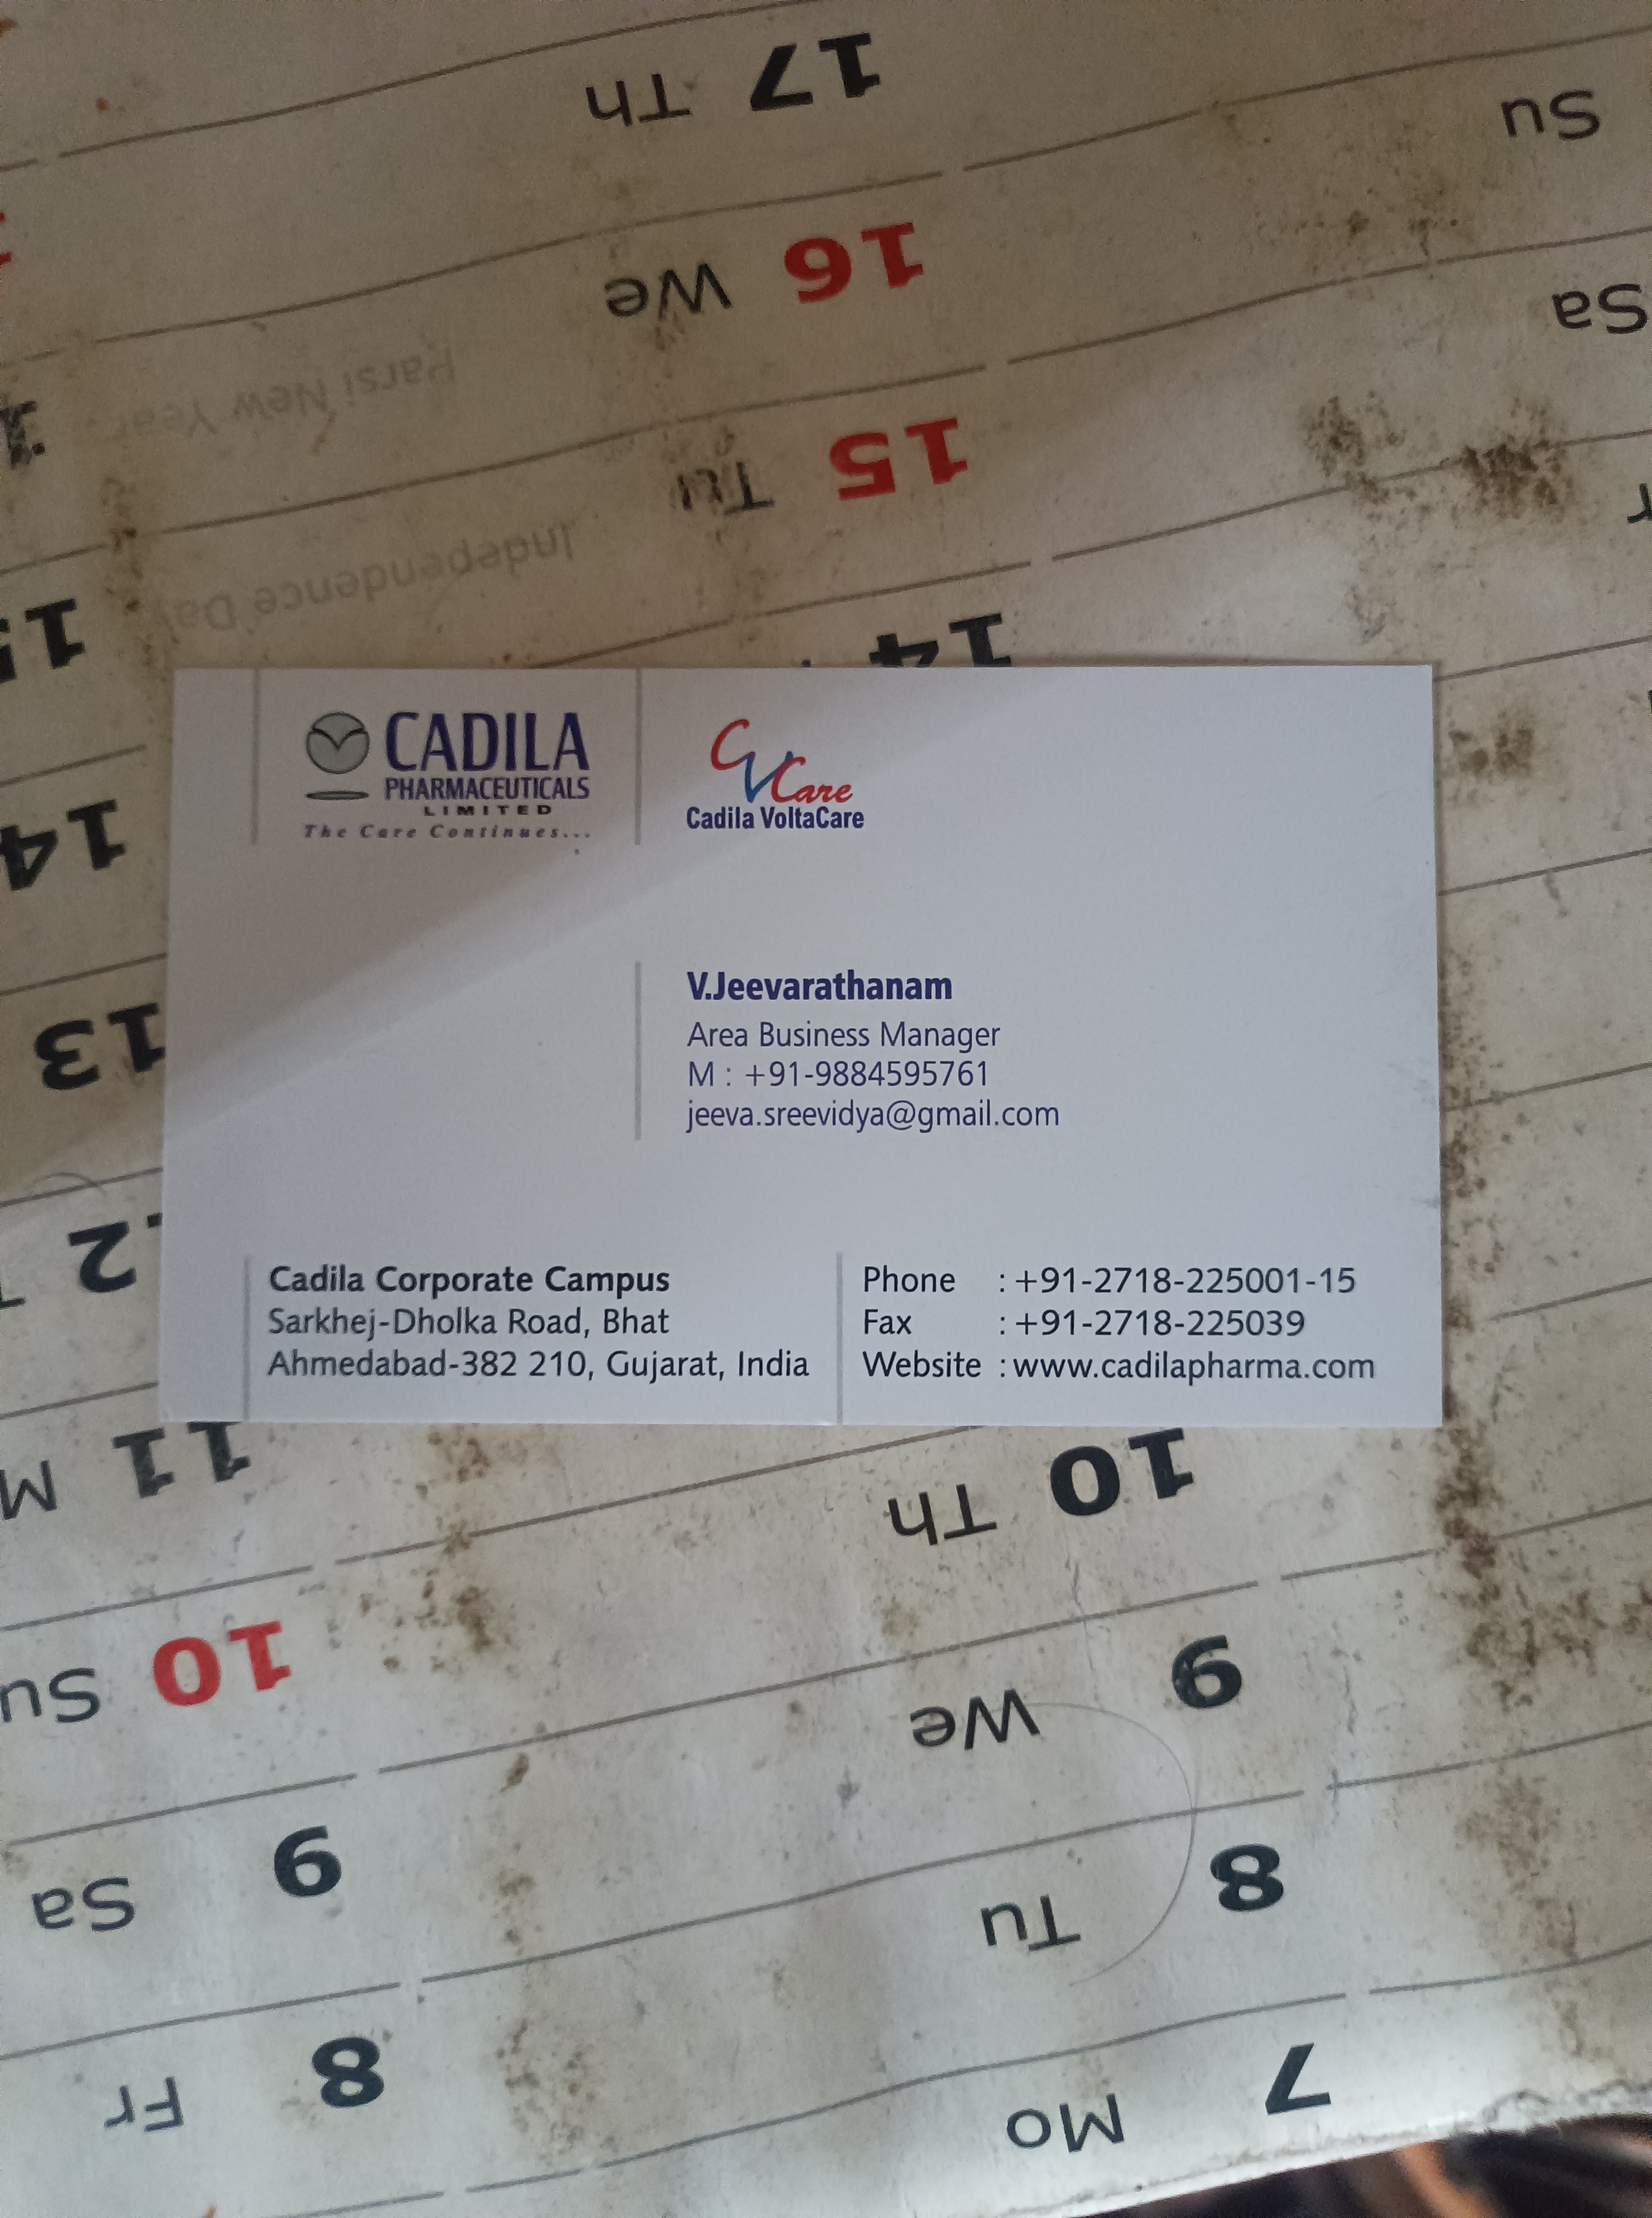 17 Th
Su
16 We
Sa
Parsi New Year
15 Tu
Independence Day
15
14
14
13
CADILA
PHARMACEUTICALS
LIMITED
The Care Continues...
CVCare
Cadila VoltaCare
V.Jeevarathanam
Area Business Manager
M : +91-9884595761
jeeva.sreevidya@gmail.com
Cadila Corporate Campus
Sarkhej-Dholka Road, Bhat
Ahmedabad-382 210, Gujarat, India
Phone : +91-2718-225001-15
Fax : +91-2718-225039
Website : www.cadilapharma.com
11 M
10 Th
10 Su
9 We
9 Sa
8 Tu
8 Fr
7 Mo